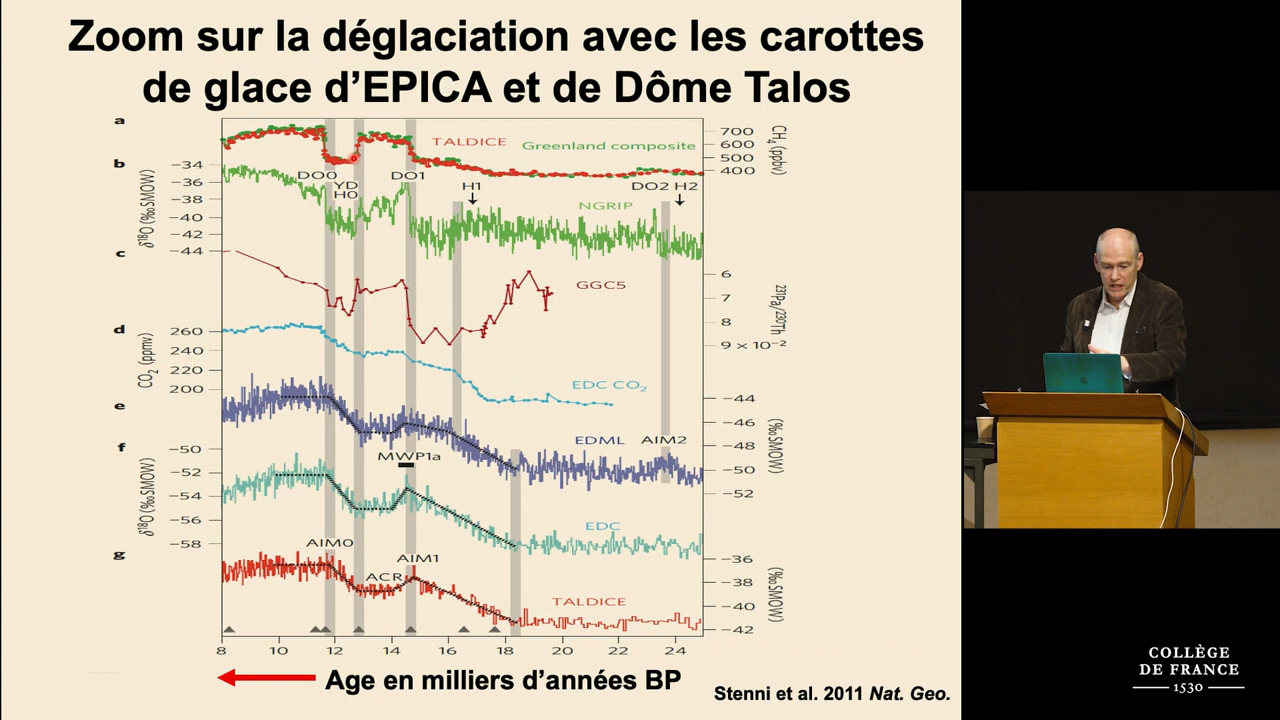 Zoom sur la déglaciation avec les carottes
de glace d'EPICA et de Dôme Talos
a
b
c
d
e
f
g
TALDICE
Greenland composite
700
600
500
400
CH₄ (ppbv)
−34
−36
−38
−40
−42
−44
δ¹⁸O (‰SMOW)
DO0
YD
H0
DO1
H1
DO2 H2
NGRIP
GGC5
6
7
8
9 × 10⁻²
²³¹Pa/²³⁰Th
260
240
220
200
CO₂ (ppmv)
EDC CO₂
−44
−46
−48
−50
−52
(‰SMOW)
EDML
AIM2
MWP1a
−50
−52
−54
−56
−58
δ¹⁸O (‰SMOW)
EDC
AIM0
ACR
AIM1
TALDICE
−36
−38
−40
−42
(‰SMOW)
8 10 12 14 16 18 20 22 24
Age en milliers d'années BP
Stenni et al. 2011 Nat. Geo.
COLLÈGE
DE FRANCE
1530